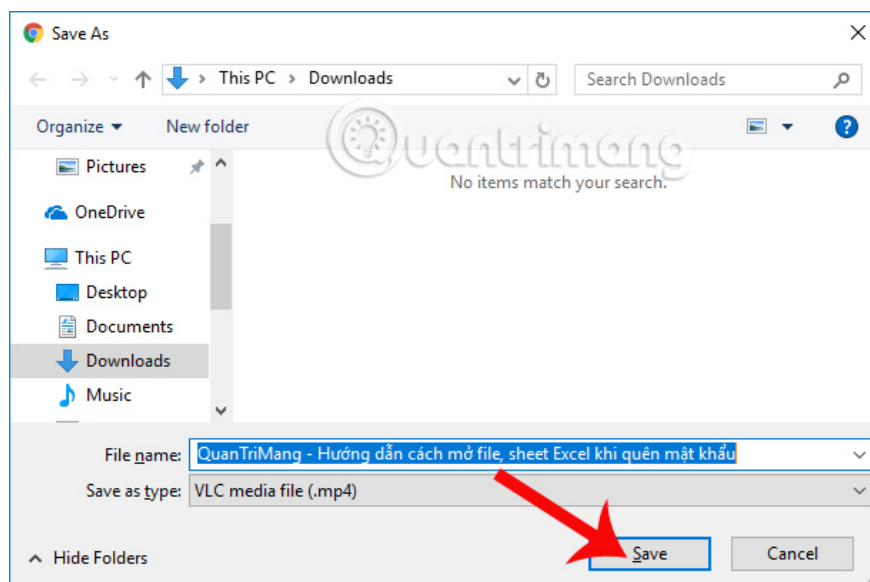 Save As
This PC > Downloads
Search Downloads
Organize
New folder
Quantrimang
No items match your search.
Pictures
OneDrive
This PC
Desktop
Documents
Downloads
Music
File name: QuanTriMang - Hướng dẫn cách mở file, sheet Excel khi quên mật khẩu
Save as type: VLC media file (.mp4)
Hide Folders
Save
Cancel